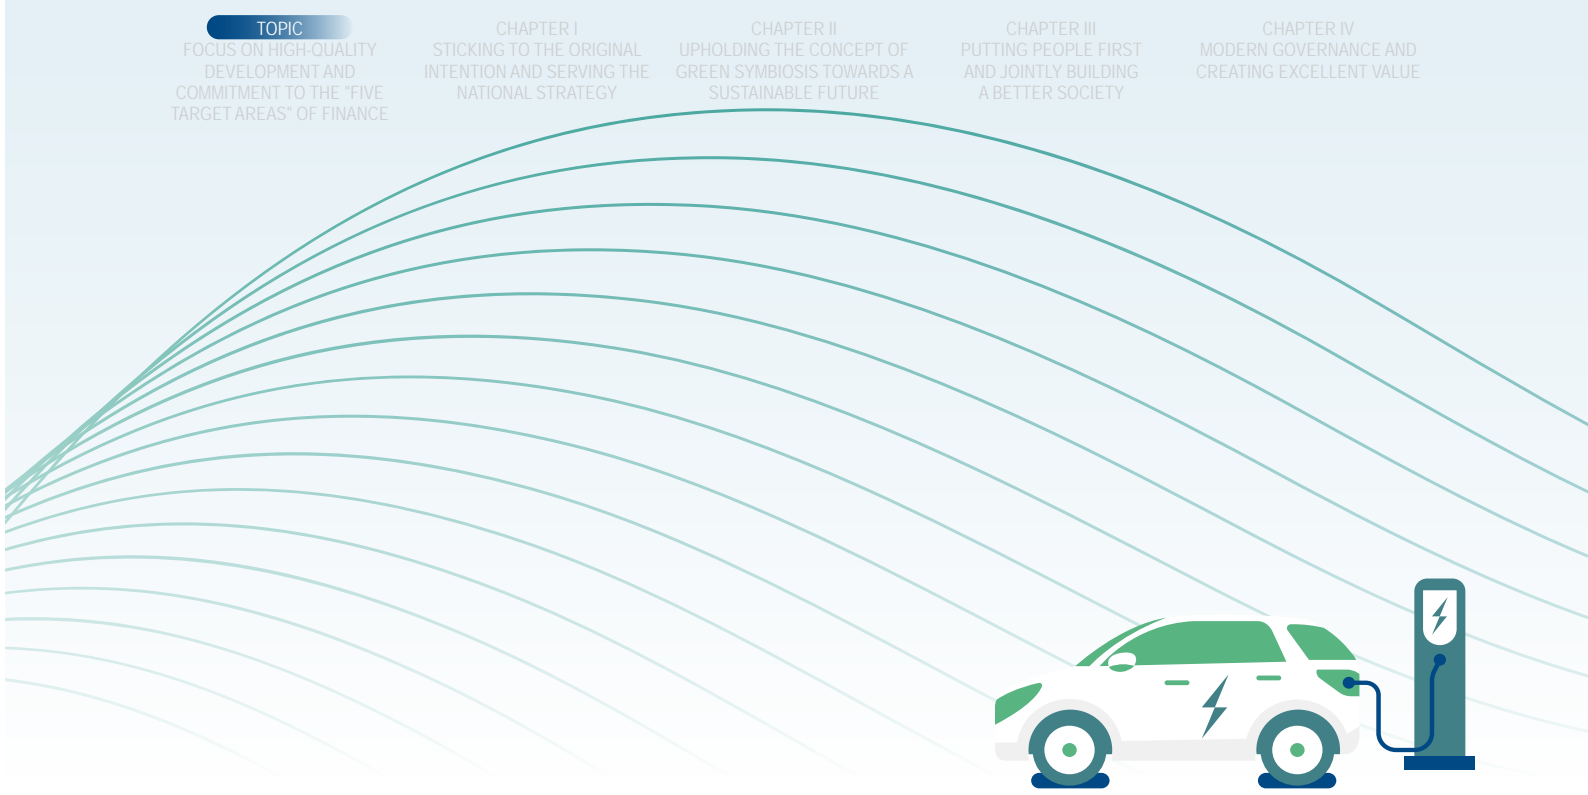 TOPIC
FOCUS ON HIGH-QUALITY
DEVELOPMENT AND
COMMITMENT TO THE "FIVE
TARGET AREAS" OF FINANCE
CHAPTER I
STICKING TO THE ORIGINAL
INTENTION AND SERVING THE
NATIONAL STRATEGY
CHAPTER II
UPHOLDING THE CONCEPT OF
GREEN SYMBIOSIS TOWARDS A
SUSTAINABLE FUTURE
CHAPTER III
PUTTING PEOPLE FIRST
AND JOINTLY BUILDING
A BETTER SOCIETY
CHAPTER IV
MODERN GOVERNANCE AND
CREATING EXCELLENT VALUE